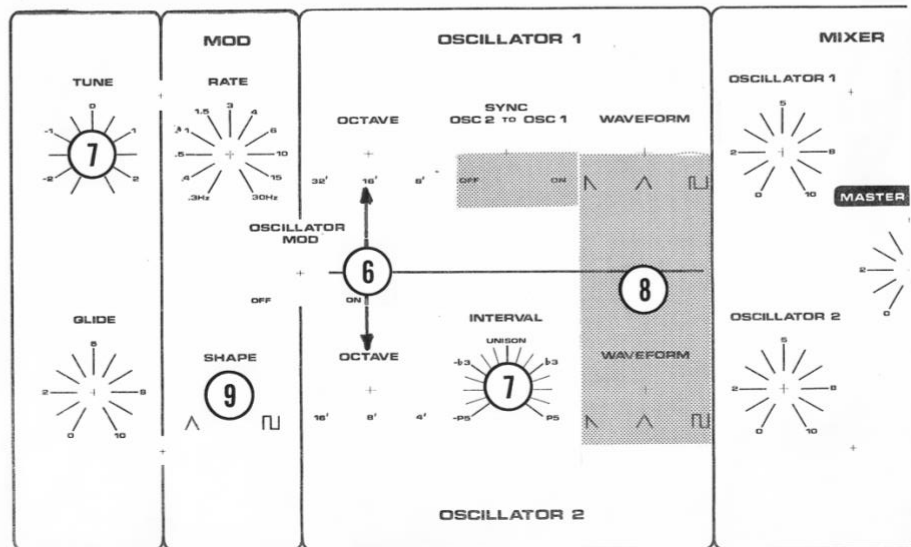 TUNE
0
-1 .1
7
-2 2
GLIDE
2 8
0 10
MOD
RATE
3
1.5 4
1 6
.5 10
.4 15
.3Hz 30Hz
SHAPE
9
OSCILLATOR 1
OCTAVE
32' 16' 8'
SYNC
OSC 2 TO OSC 1
OFF ON
WAVEFORM
OSCILLATOR
MOD
OFF ON
6
8
OCTAVE
16' 8' 4'
INTERVAL
UNISON
-♭3 ♭3
7
-P5 P5
WAVEFORM
OSCILLATOR 2
MIXER
OSCILLATOR 1
5
2 8
0 10
MASTER
2
0
OSCILLATOR 2
5
2 8
0 10